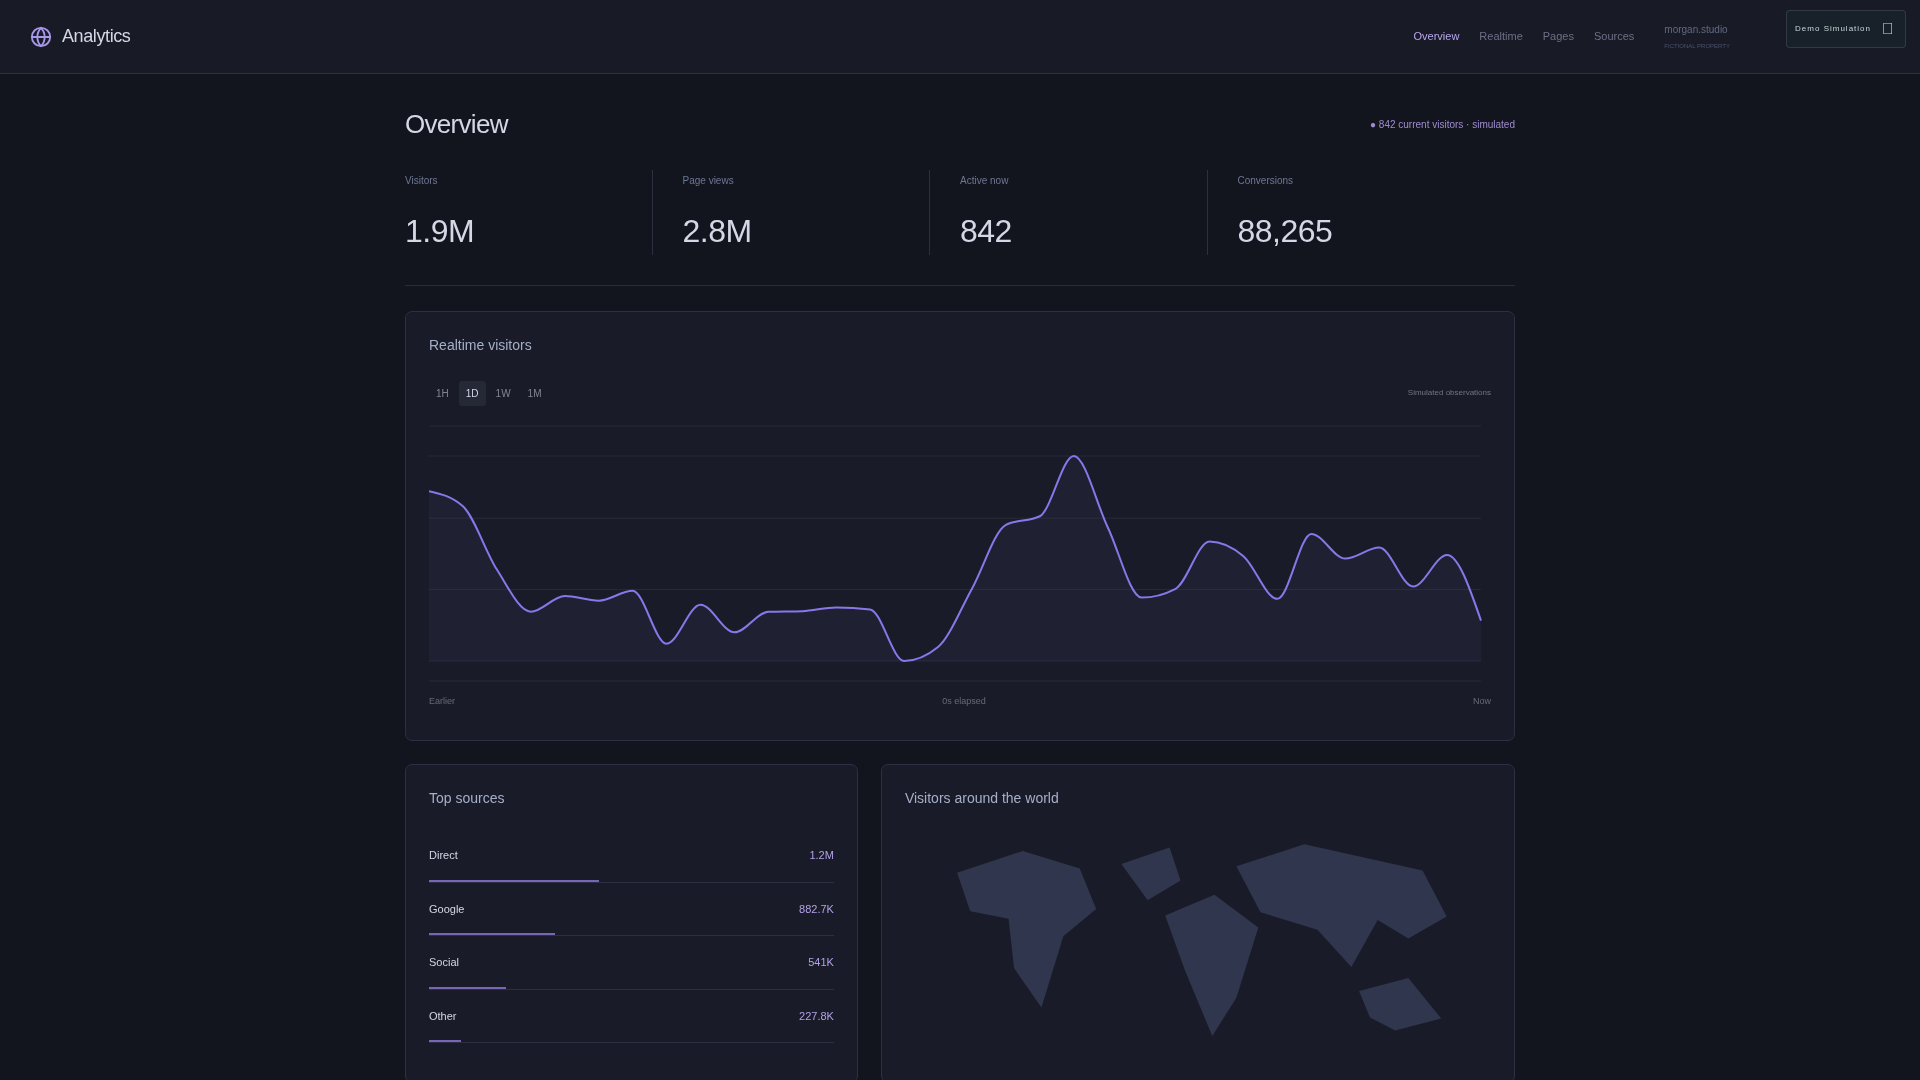 Analytics
Overview
Realtime
Pages
Sources
morgan.studio
FICTIONAL PROPERTY
Demo Simulation
Overview
● 842 current visitors · simulated
Visitors
1.9M
Page views
2.8M
Active now
842
Conversions
88,265
Realtime visitors
1H
1D
1W
1M
Simulated observations
Earlier
0s elapsed
Now
Top sources
Direct
1.2M
Google
882.7K
Social
541K
Other
227.8K
Visitors around the world